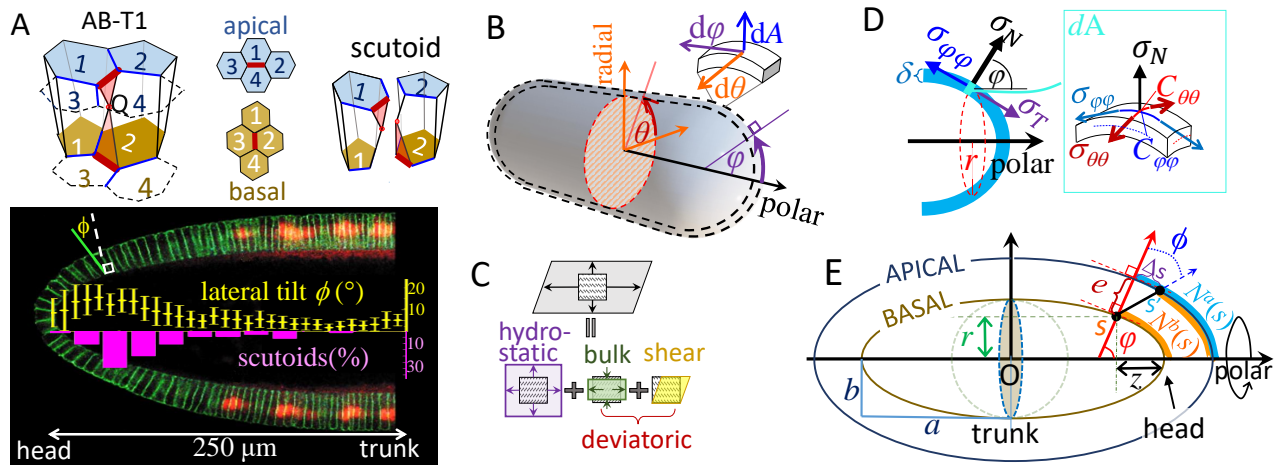 A
AB-T1
1
2
3
Q
4
1
2
3
4
apical
1
3 2
4
1
3 2
4
basal
scutoid
1
2
1
2
ϕ
lateral tilt ϕ (°)
20
10
scutoids(%)
10
30
250 µm
head
trunk
B
radial
θ
φ
polar
dφ
dA
dθ
C
hydro-
static
bulk
shear
deviatoric
D
σφφ
σN
φ
δ
σT
r
polar
dA
σN
Cθθ
σφφ
σθθ
Cφφ
E
APICAL
BASAL
ϕ
Δs
e
s'
s
Nᵃ(s)
Nᵇ(s)
r
φ
z
O
b
a
polar
trunk
head